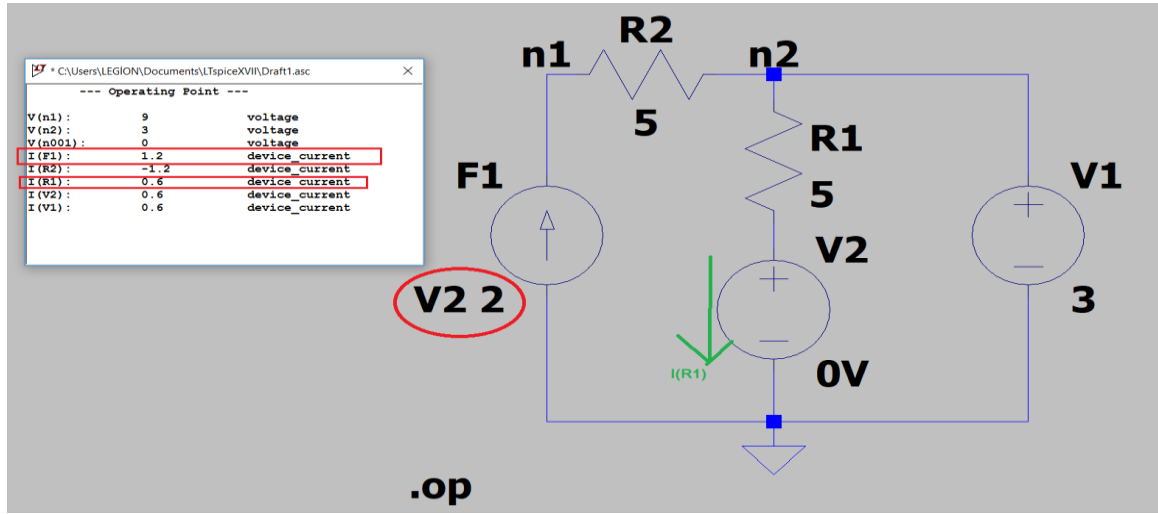 * C:\Users\LEGİON\Documents\LTspiceXVII\Draft1.asc
--- Operating Point ---
V(n1): 9 voltage
V(n2): 3 voltage
V(n001): 0 voltage
I(F1): 1.2 device_current
I(R2): -1.2 device_current
I(R1): 0.6 device_current
I(V2): 0.6 device_current
I(V1): 0.6 device_current
n1
R2
n2
5
R1
5
F1
V1
V2
V2 2
3
I(R1)
0V
.op